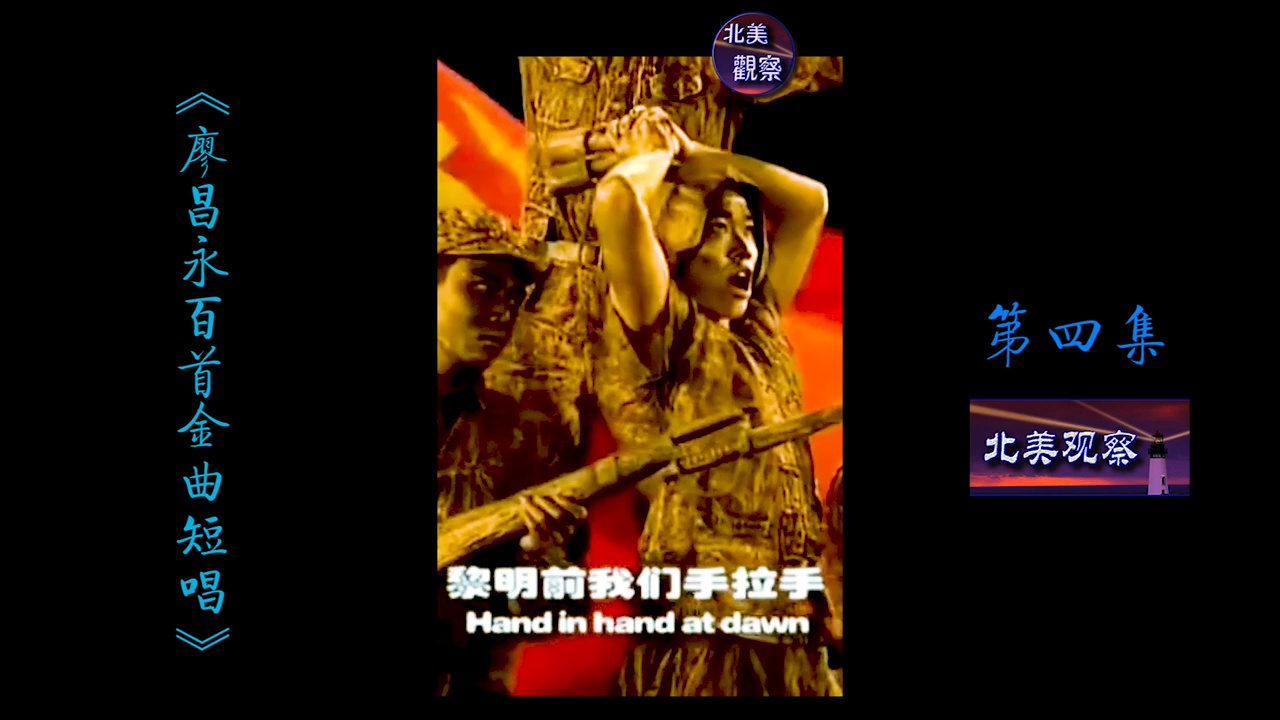 《廖昌永百首金曲短唱》
北美
觀察
黎明前我们手拉手
Hand in hand at dawn
第四集
北美观察